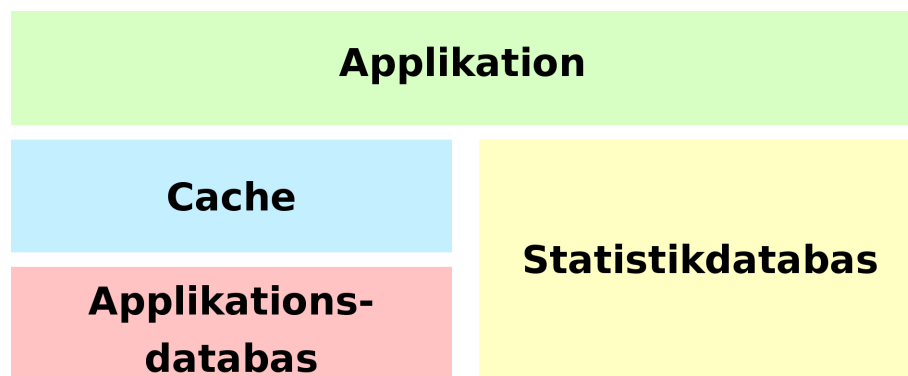 Applikation
Cache
Statistikdatabas
Applikations-
databas